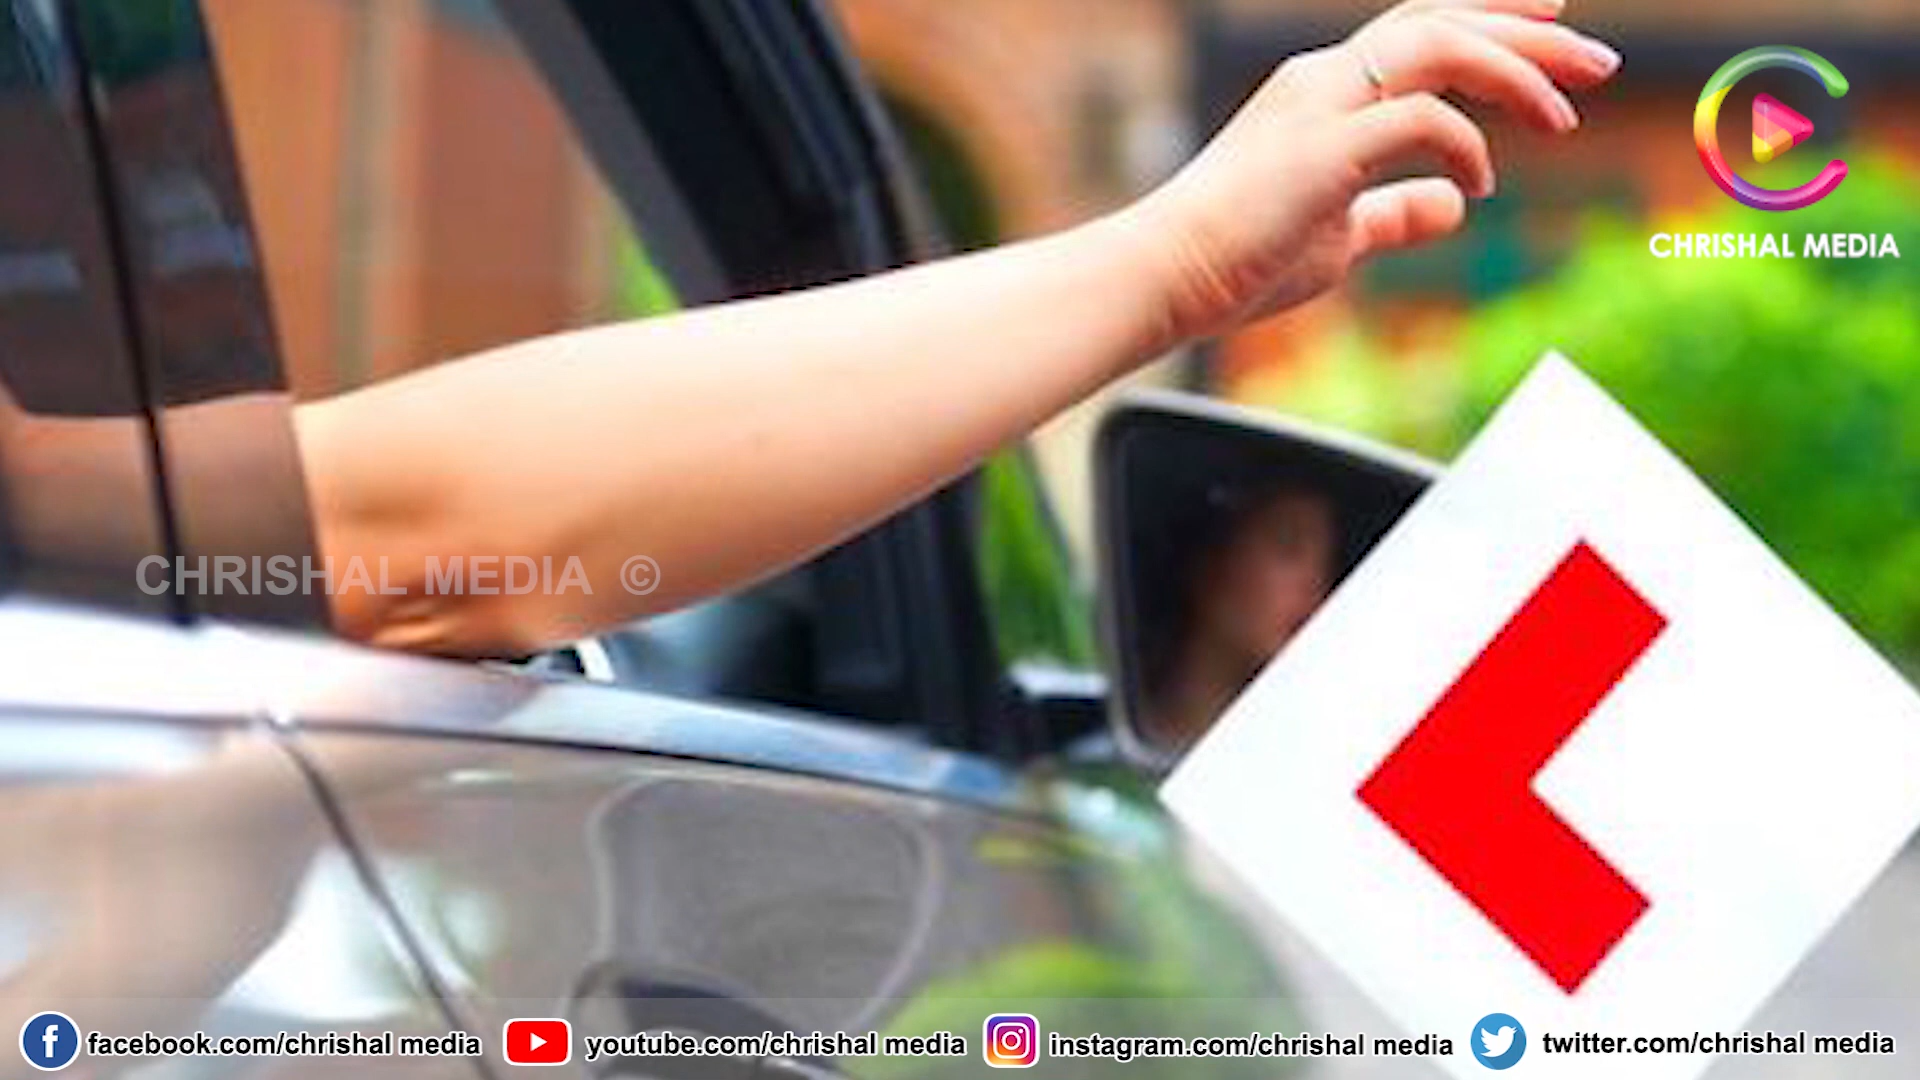 CHRISHAL MEDIA
CHRISHAL MEDIA ©
L
facebook.com/chrishal media
youtube.com/chrishal media
instagram.com/chrishal media
twitter.com/chrishal media